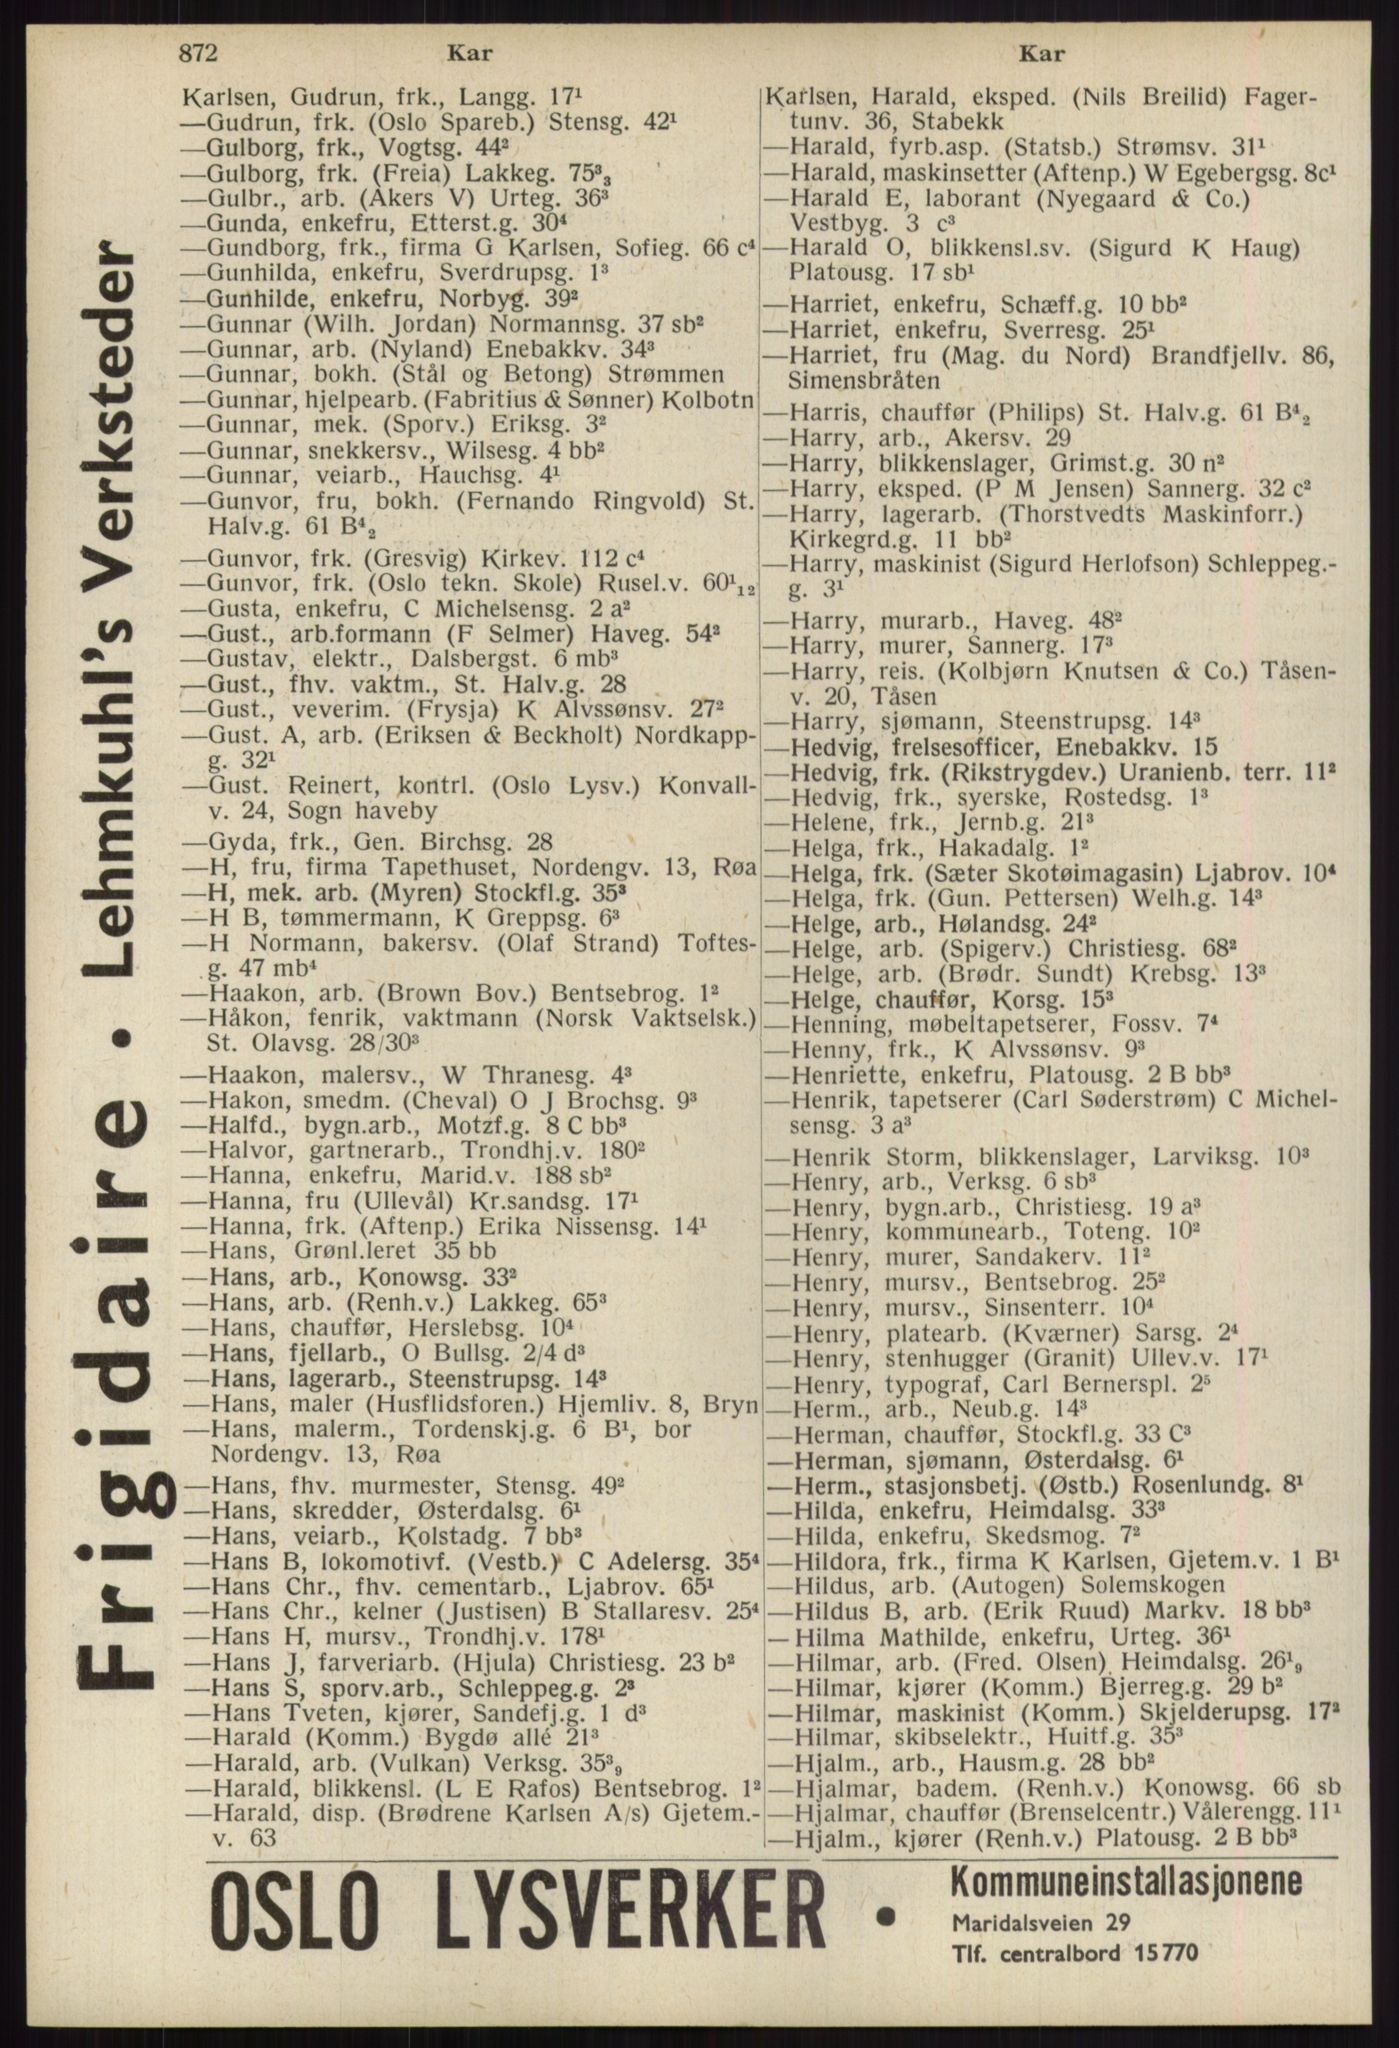 872 Kar Kar
Karlsen, Gudrun, frk., Langg. 17¹
—Gudrun, frk. (Oslo Spareb.) Stensg. 42¹
—Gulborg, frk., Vogtsg. 44²
—Gulborg, frk. (Freia) Lakkeg. 75³₃
—Gulbr., arb. (Akers V) Urteg. 36³
—Gunda, enkefru, Etterst.g. 30⁴
—Gundborg, frk., firma G Karlsen, Sofieg. 66 c⁴
—Gunhilda, enkefru, Sverdrupsg. 1³
—Gunhilde, enkefru, Norbyg. 39²
—Gunnar (Wilh. Jordan) Normannsg. 37 sb²
—Gunnar, arb. (Nyland) Enebakkv. 34³
—Gunnar, bokh. (Stål og Betong) Strømmen
—Gunnar, hjelpearb. (Fabritius & Sønner) Kolbotn
—Gunnar, mek. (Sporv.) Eriksg. 3²
—Gunnar, snekkersv., Wilsesg. 4 bb²
—Gunnar, veiarb., Hauchsg. 4¹
—Gunvor, fru, bokh. (Fernando Ringvold) St.
Halv.g. 61 B⁴₂
—Gunvor, frk. (Gresvig) Kirkev. 112 c⁴
—Gunvor, frk. (Oslo tekn. Skole) Rusel.v. 60¹₁₂
—Gusta, enkefru, C Michelsensg. 2 a²
—Gust., arb.formann (F Selmer) Haveg. 54²
—Gustav, elektr., Dalsbergst. 6 mb³
—Gust., fhv. vaktm., St. Halv.g. 28
—Gust., veverim. (Frysja) K Alvssønsv. 27²
—Gust. A, arb. (Eriksen & Beckholt) Nordkapp-
g. 32¹
—Gust. Reinert, kontrl. (Oslo Lysv.) Konvall-
v. 24, Sogn haveby
—Gyda, frk., Gen. Birchsg. 28
—H, fru, firma Tapethuset, Nordengv. 13, Røa
—H, mek. arb. (Myren) Stockfl.g. 35³
—H B, tømmermann, K Greppsg. 6³
—H Normann, bakersv. (Olaf Strand) Toftes-
g. 47 mb⁴
—Haakon, arb. (Brown Bov.) Bentsebrog. 1²
—Håkon, fenrik, vaktmann (Norsk Vaktselsk.)
St. Olavsg. 28/30³
—Haakon, malersv., W Thranesg. 4³
—Hakon, smedm. (Cheval) O J Brochsg. 9³
—Halfd., bygn.arb., Motzf.g. 8 C bb³
—Halvor, gartnerarb., Trondhj.v. 180²
—Hanna, enkefru, Marid.v. 188 sb²
—Hanna, fru (Ullevål) Kr.sandsg. 17¹
—Hanna, frk. (Aftenp.) Erika Nissensg. 14¹
—Hans, Grønl.leret 35 bb
—Hans, arb., Konowsg. 33²
—Hans, arb. (Renh.v.) Lakkeg. 65³
—Hans, chauffør, Herslebsg. 10⁴
—Hans, fjellarb., O Bullsg. 2/4 d³
—Hans, lagerarb., Steenstrupsg. 14³
—Hans, maler (Husflidsforen.) Hjemliv. 8, Bryn
—Hans, malerm., Tordenskj.g. 6 B¹, bor
Nordengv. 13, Røa
—Hans, fhv. murmester, Stensg. 49²
—Hans, skredder, Østerdalsg. 6¹
—Hans, veiarb., Kolstadg. 7 bb³
—Hans B, lokomotivf. (Vestb.) C Adelersg. 35⁴
—Hans Chr., fhv. cementarb., Ljabrov. 65¹
—Hans Chr., kelner (Justisen) B Stallaresv. 25⁴
—Hans H, mursv., Trondhj.v. 178¹
—Hans J, farveriarb. (Hjula) Christiesg. 23 b²
—Hans S, sporv.arb., Schleppeg.g. 2³
—Hans Tveten, kjører, Sandefj.g. 1 d³
—Harald (Komm.) Bygdø allé 21³
—Harald, arb. (Vulkan) Verksg. 35³₉
—Harald, blikkensl. (L E Rafos) Bentsebrog. 1²
—Harald, disp. (Brødrene Karlsen A/s) Gjetem.-
v. 63
Karlsen, Harald, eksped. (Nils Breilid) Fager-
tunv. 36, Stabekk
—Harald, fyrb.asp. (Statsb.) Strømsv. 31¹
—Harald, maskinsetter (Aftenp.) W Egebergsg. 8c¹
—Harald E, laborant (Nyegaard & Co.)
Vestbyg. 3 c³
—Harald O, blikkensl.sv. (Sigurd K Haug)
Platousg. 17 sb¹
—Harriet, enkefru, Schæff.g. 10 bb²
—Harriet, enkefru, Sverresg. 25¹
—Harriet, fru (Mag. du Nord) Brandfjellv. 86,
Simensbråten
—Harris, chauffør (Philips) St. Halv.g. 61 B⁴₂
—Harry, arb., Akersv. 29
—Harry, blikkenslager, Grimst.g. 30 n²
—Harry, eksped. (P M Jensen) Sannerg. 32 c²
—Harry, lagerarb. (Thorstvedts Maskinforr.)
Kirkegrd.g. 11 bb²
—Harry, maskinist (Sigurd Herlofson) Schleppeg.-
g. 3¹
—Harry, murarb., Haveg. 48²
—Harry, murer, Sannerg. 17³
—Harry, reis. (Kolbjørn Knutsen & Co.) Tåsen-
v. 20, Tåsen
—Harry, sjømann, Steenstrupsg. 14³
—Hedvig, frelsesofficer, Enebakkv. 15
—Hedvig, frk. (Rikstrygdev.) Uranienb. terr. 11²
—Hedvig, frk., syerske, Rostedsg. 1³
—Helene, frk., Jernb.g. 21³
—Helga, frk., Hakadalg. 1²
—Helga, frk. (Sæter Skotøimagasin) Ljabrov. 10⁴
—Helga, frk. (Gun. Pettersen) Welh.g. 14³
—Helge, arb., Hølandsg. 24²
—Helge, arb. (Spigerv.) Christiesg. 68²
—Helge, arb. (Brødr. Sundt) Krebsg. 13³
—Helge, chauffør, Korsg. 15³
—Henning, møbeltapetserer, Fossv. 7⁴
—Henny, frk., K Alvssønsv. 9³
—Henriette, enkefru, Platousg. 2 B bb³
—Henrik, tapetserer (Carl Søderstrøm) C Michel-
sensg. 3 a³
—Henrik Storm, blikkenslager, Larviksg. 10³
—Henry, arb., Verksg. 6 sb³
—Henry, bygn.arb., Christiesg. 19 a³
—Henry, kommunearb., Toteng. 10²
—Henry, murer, Sandakerv. 11²
—Henry, mursv., Bentsebrog. 25²
—Henry, mursv., Sinsenterr. 10⁴
—Henry, platearb. (Kværner) Sarsg. 2⁴
—Henry, stenhugger (Granit) Ullev.v. 17¹
—Henry, typograf, Carl Bernerspl. 2⁵
—Herm., arb., Neub.g. 14³
—Herman, chauffør, Stockfl.g. 33 C³
—Herman, sjømann, Østerdalsg. 6¹
—Herm., stasjonsbetj. (Østb.) Rosenlundg. 8¹
—Hilda, enkefru, Heimdalsg. 33³
—Hilda, enkefru, Skedsmog. 7²
—Hildora, frk., firma K Karlsen, Gjetem.v. 1 B¹
—Hildus, arb. (Autogen) Solemskogen
—Hildus B, arb. (Erik Ruud) Markv. 18 bb³
—Hilma Mathilde, enkefru, Urteg. 36¹
—Hilmar, arb. (Fred. Olsen) Heimdalsg. 26¹₉
—Hilmar, kjører (Komm.) Bjerreg.g. 29 b²
—Hilmar, maskinist (Komm.) Skjelderupsg. 17²
—Hilmar, skibselektr., Huitf.g. 35³
—Hjalm., arb., Hausm.g. 28 bb²
—Hjalmar, badem. (Renh.v.) Konowsg. 66 sb
—Hjalmar, chauffør (Brenselcentr.) Vålerengg. 11¹
—Hjalm., kjører (Renh.v.) Platousg. 2 B bb³
Frigidaire • Lehmkuhl's Verksteder
OSLO LYSVERKER •
Kommuneinstallasjonene
Maridalsveien 29
Tlf. centralbord 15770